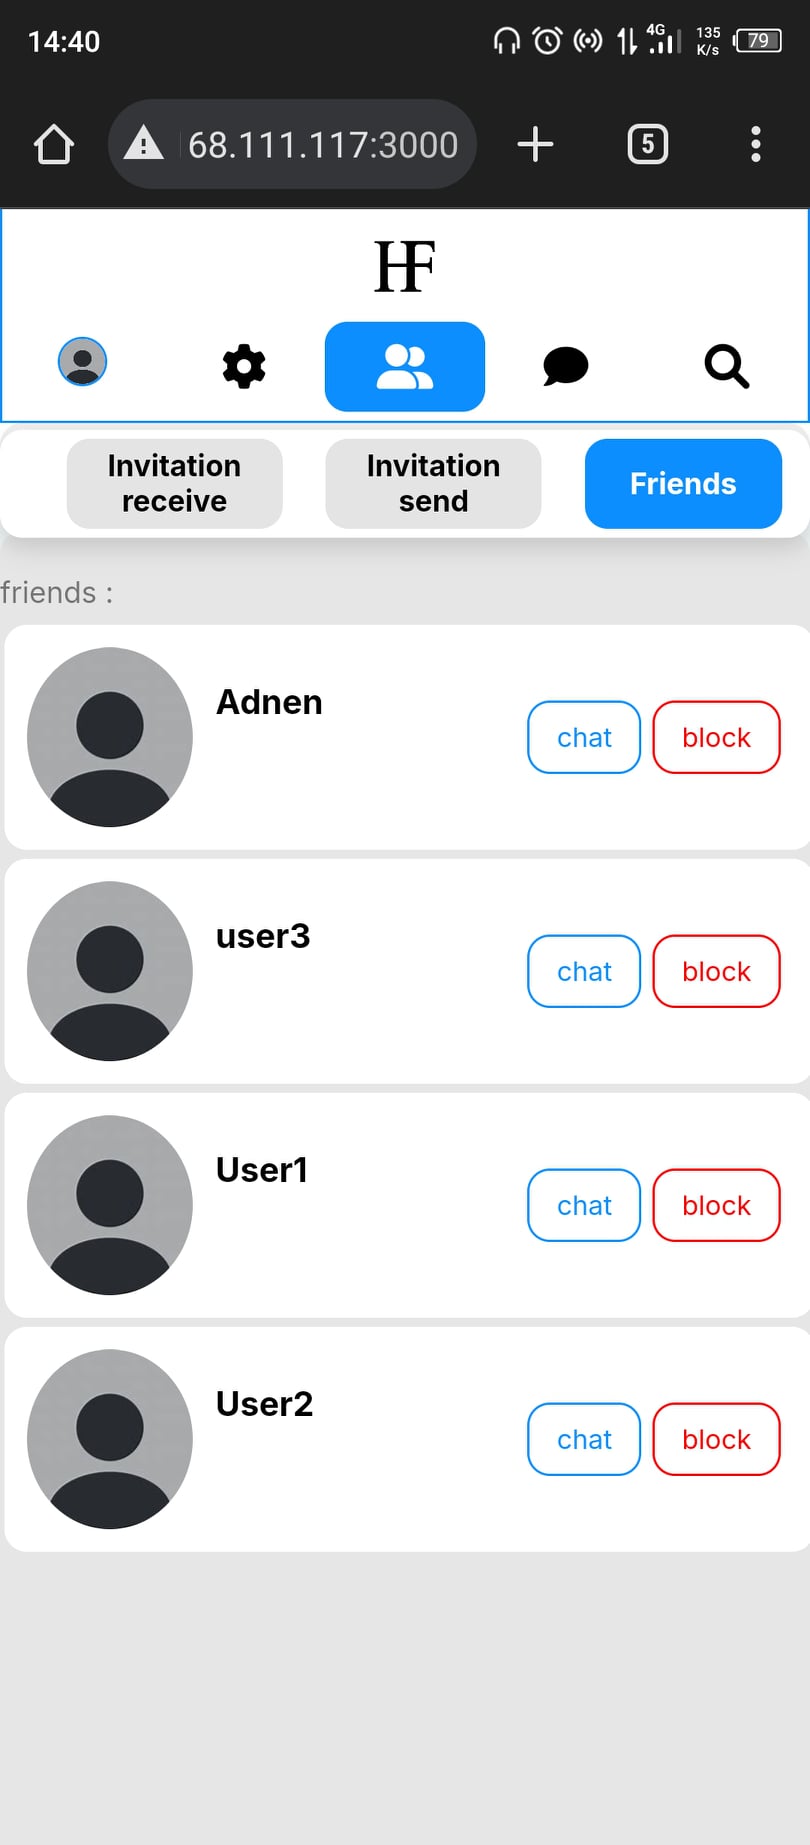 14:40
4G
135
K/s
79
68.111.117:3000
5
HF
Invitation
receive
Invitation
send
Friends
friends :
Adnen
chat
block
user3
chat
block
User1
chat
block
User2
chat
block